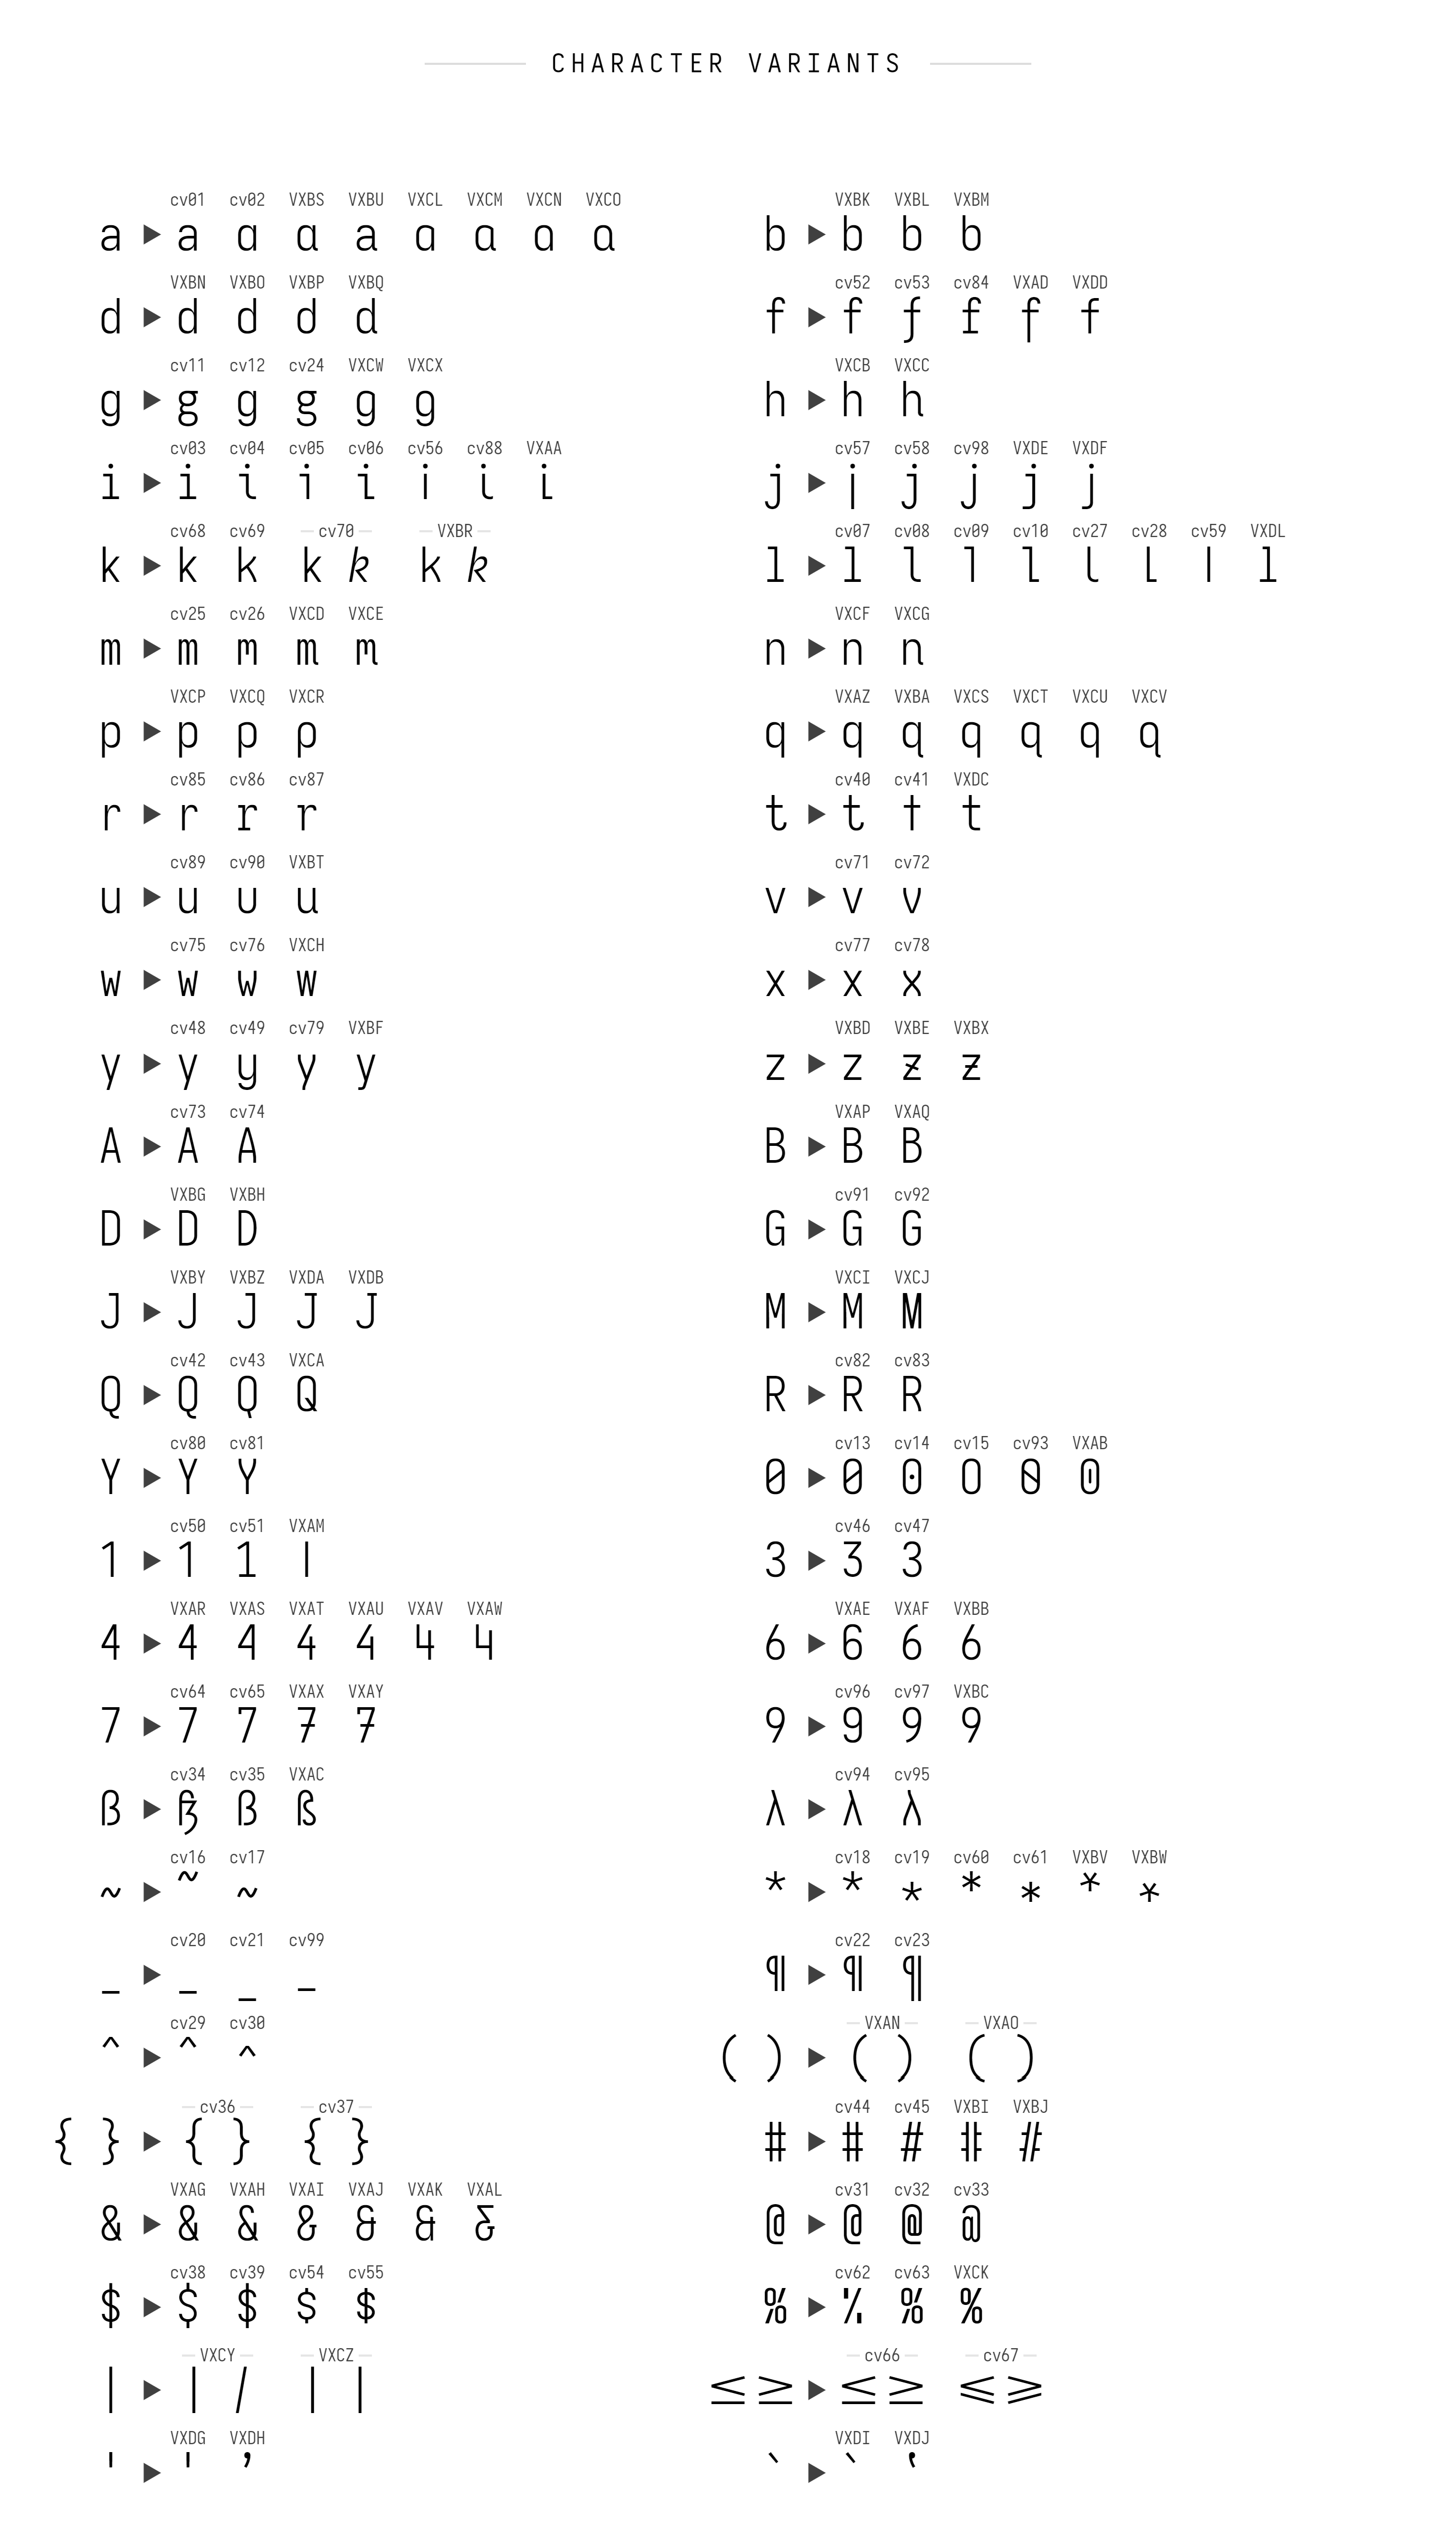 CHARACTER VARIANTS
cv01 cv02 VXBS VXBU VXCL VXCM VXCN VXCO
a ▶ a a a a a a a a
VXBK VXBL VXBM
b ▶ b b b
VXBN VXBO VXBP VXBQ
d ▶ d d d d
cv52 cv53 cv84 VXAD VXDD
f ▶ f f f f f
cv11 cv12 cv24 VXCW VXCX
g ▶ g g g g g
VXCB VXCC
h ▶ h h
cv03 cv04 cv05 cv06 cv56 cv88 VXAA
i ▶ i i i i i i i
cv57 cv58 cv98 VXDE VXDF
j ▶ j j j j j
cv68 cv69 cv70 VXBR
k ▶ k k k k k k
cv07 cv08 cv09 cv10 cv27 cv28 cv59 VXDL
l ▶ l l l l l l l l
cv25 cv26 VXCD VXCE
m ▶ m m m m
VXCF VXCG
n ▶ n n
VXCP VXCQ VXCR
p ▶ p p p
VXAZ VXBA VXCS VXCT VXCU VXCV
q ▶ q q q q q q
cv85 cv86 cv87
r ▶ r r r
cv40 cv41 VXDC
t ▶ t t t
cv89 cv90 VXBT
u ▶ u u u
cv71 cv72
v ▶ v v
cv75 cv76 VXCH
w ▶ w w w
cv77 cv78
x ▶ x x
cv48 cv49 cv79 VXBF
y ▶ y y y y
VXBD VXBE VXBX
z ▶ z z z
cv73 cv74
A ▶ A A
VXAP VXAQ
B ▶ B B
VXBG VXBH
D ▶ D D
cv91 cv92
G ▶ G G
VXBY VXBZ VXDA VXDB
J ▶ J J J J
VXCI VXCJ
M ▶ M M
cv42 cv43 VXCA
Q ▶ Q Q Q
cv82 cv83
R ▶ R R
cv80 cv81
Y ▶ Y Y
cv13 cv14 cv15 cv93 VXAB
0 ▶ 0 0 0 0 0
cv50 cv51 VXAM
1 ▶ 1 1 1
cv46 cv47
3 ▶ 3 3
VXAR VXAS VXAT VXAU VXAV VXAW
4 ▶ 4 4 4 4 4 4
VXAE VXAF VXBB
6 ▶ 6 6 6
cv64 cv65 VXAX VXAY
7 ▶ 7 7 7 7
cv96 cv97 VXBC
9 ▶ 9 9 9
cv34 cv35 VXAC
ß ▶ ß ß ß
cv94 cv95
λ ▶ λ λ
cv16 cv17
~ ▶ ~ ~
cv18 cv19 cv60 cv61 VXBV VXBW
* ▶ * * * * * *
cv20 cv21 cv99
_ ▶ _ _ _
cv22 cv23
¶ ▶ ¶ ¶
cv29 cv30
^ ▶ ^ ^
VXAN VXAO
( ) ▶ ( ) ( )
cv36 cv37
{ } ▶ { } { }
cv44 cv45 VXBI VXBJ
# ▶ # # # #
VXAG VXAH VXAI VXAJ VXAK VXAL
& ▶ & & & & & &
cv31 cv32 cv33
@ ▶ @ @ @
cv38 cv39 cv54 cv55
$ ▶ $ $ $ $
cv62 cv63 VXCK
% ▶ % % %
VXCY VXCZ
| ▶ | / | |
cv66 cv67
≤ ≥ ▶ ≤ ≥ ⩽ ⩾
VXDG VXDH
' ▶ ' ’
VXDI VXDJ
` ▶ ` ‛